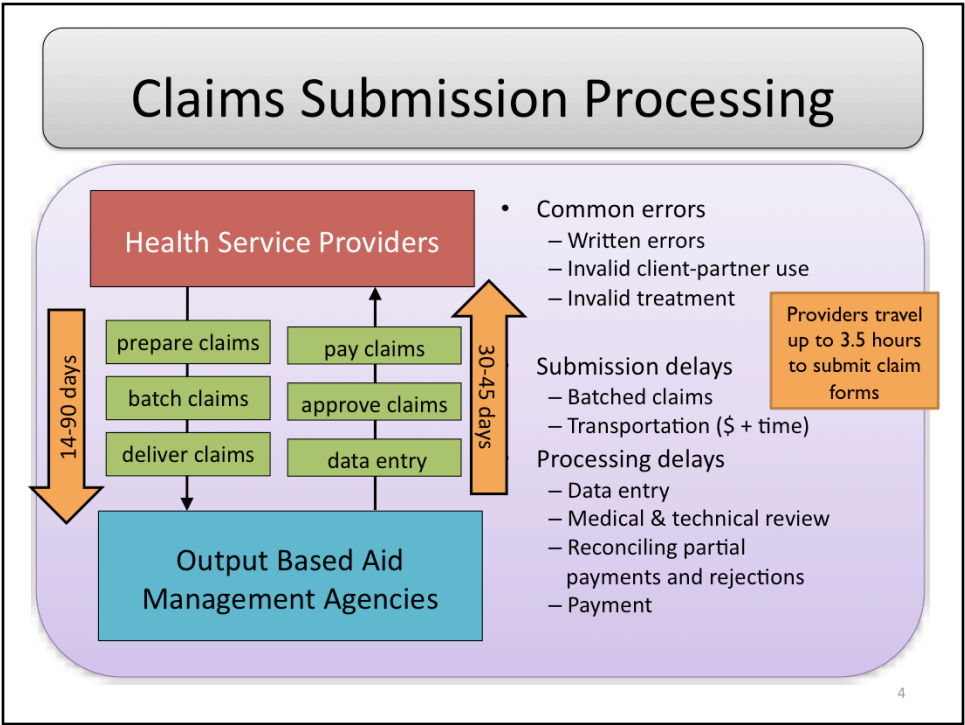 Claims Submission Processing
Health Service Providers
14-90 days
prepare claims
batch claims
deliver claims
pay claims
approve claims
data entry
30-45 days
Output Based Aid
Management Agencies
• Common errors
– Written errors
– Invalid client-partner use
– Invalid treatment
Submission delays
– Batched claims
– Transportation ($ + time)
Processing delays
– Data entry
– Medical & technical review
– Reconciling partial
payments and rejections
– Payment
Providers travel
up to 3.5 hours
to submit claim
forms
4